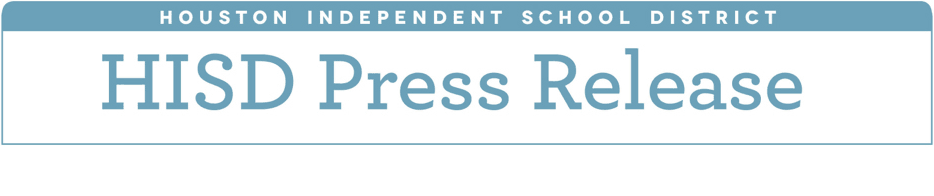 HOUSTON INDEPENDENT SCHOOL DISTRICT
HISD Press Release